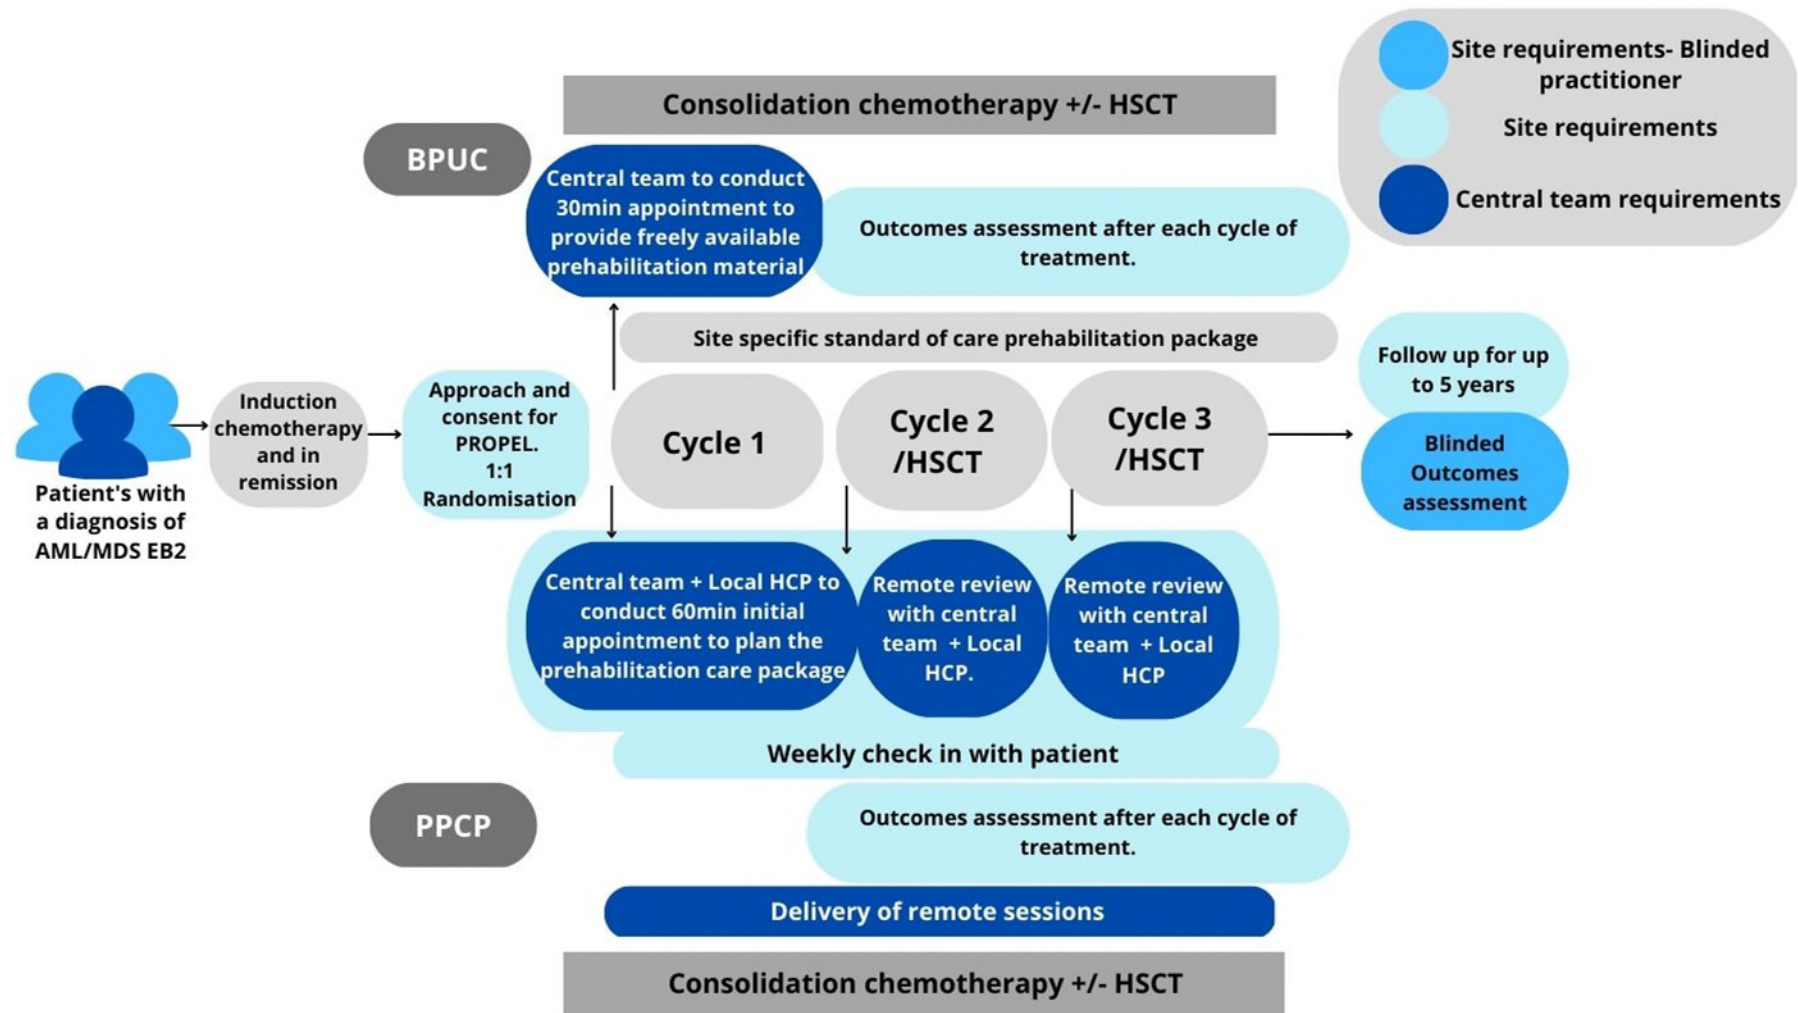 Site requirements- Blinded
practitioner
Site requirements
Central team requirements
Consolidation chemotherapy +/- HSCT
BPUC
Central team to conduct
30min appointment to
provide freely available
prehabilitation material
Outcomes assessment after each cycle of
treatment.
Site specific standard of care prehabilitation package
Patient's with
a diagnosis of
AML/MDS EB2
Induction
chemotherapy
and in
remission
Approach and
consent for
PROPEL.
1:1
Randomisation
Cycle 1
Cycle 2
/HSCT
Cycle 3
/HSCT
Follow up for up
to 5 years
Blinded
Outcomes
assessment
Central team + Local HCP to
conduct 60min initial
appointment to plan the
prehabilitation care package
Remote review
with central
team + Local
HCP.
Remote review
with central
team + Local
HCP
Weekly check in with patient
PPCP
Outcomes assessment after each cycle of
treatment.
Delivery of remote sessions
Consolidation chemotherapy +/- HSCT